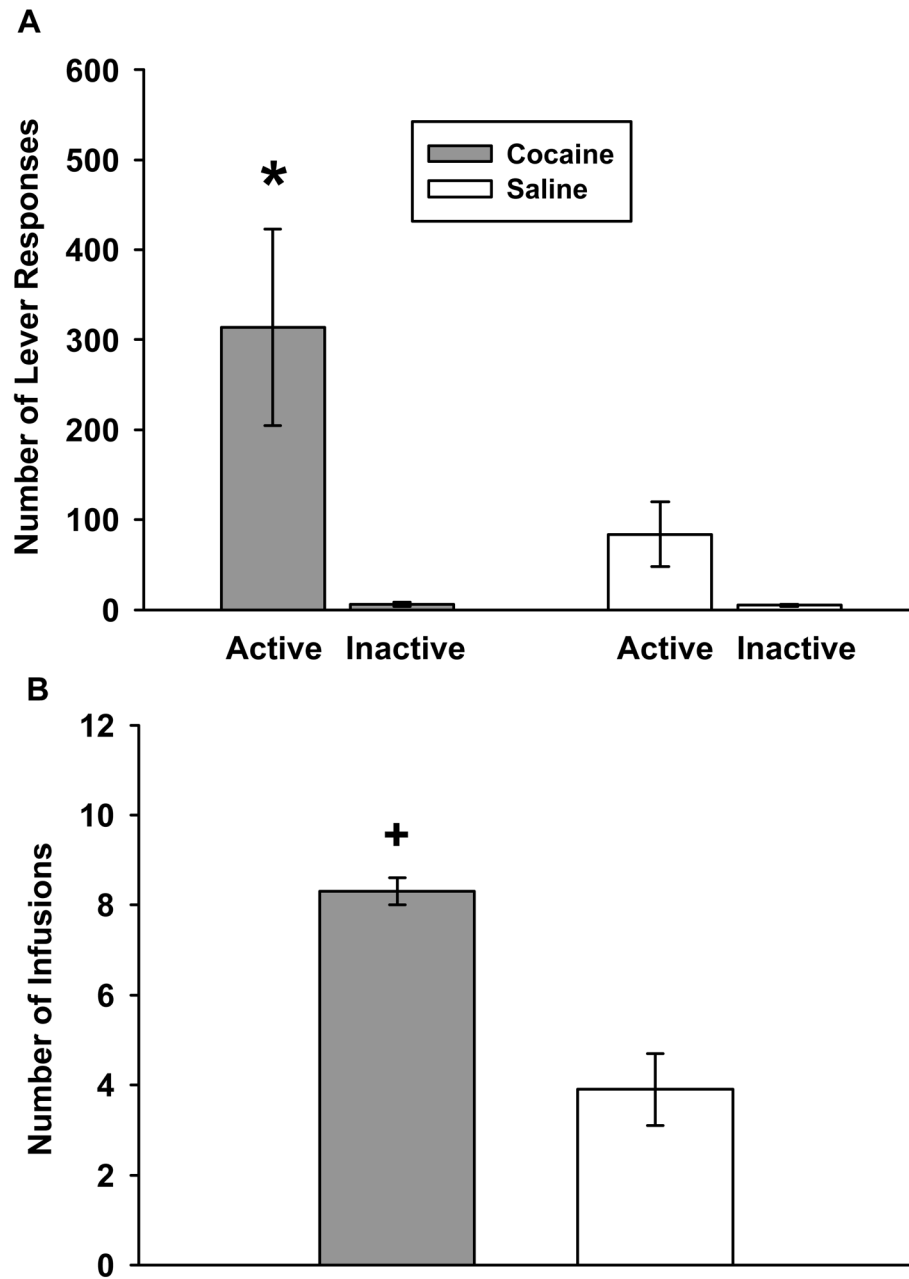 A
Number of Lever Responses
600
500
400
300
200
100
0
*
Cocaine
Saline
Active Inactive Active Inactive
B
Number of Infusions
12
10
8
6
4
2
0
+